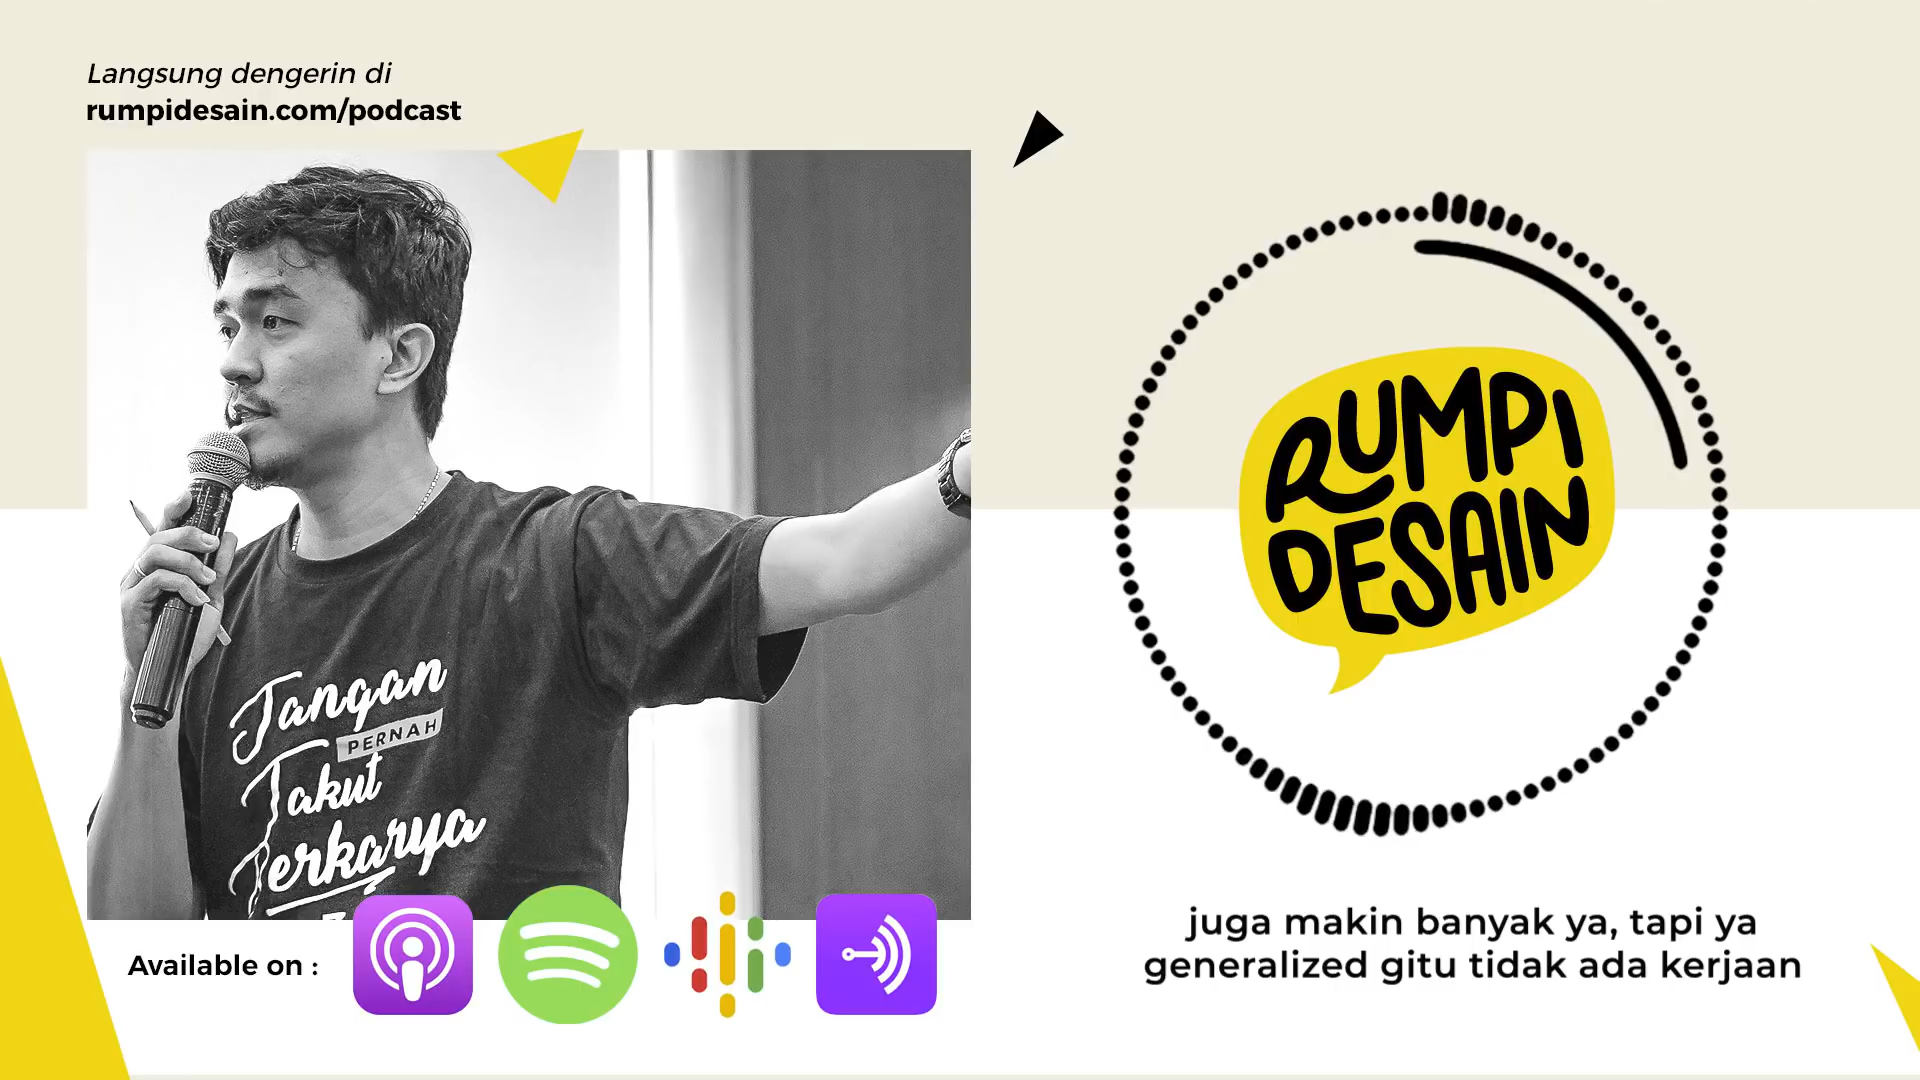 Langsung dengerin di
rumpidesain.com/podcast
Jangan
PERNAH
Takut
Berkarya
RUMPI
DESAIN
juga makin banyak ya, tapi ya
generalized gitu tidak ada kerjaan
Available on :